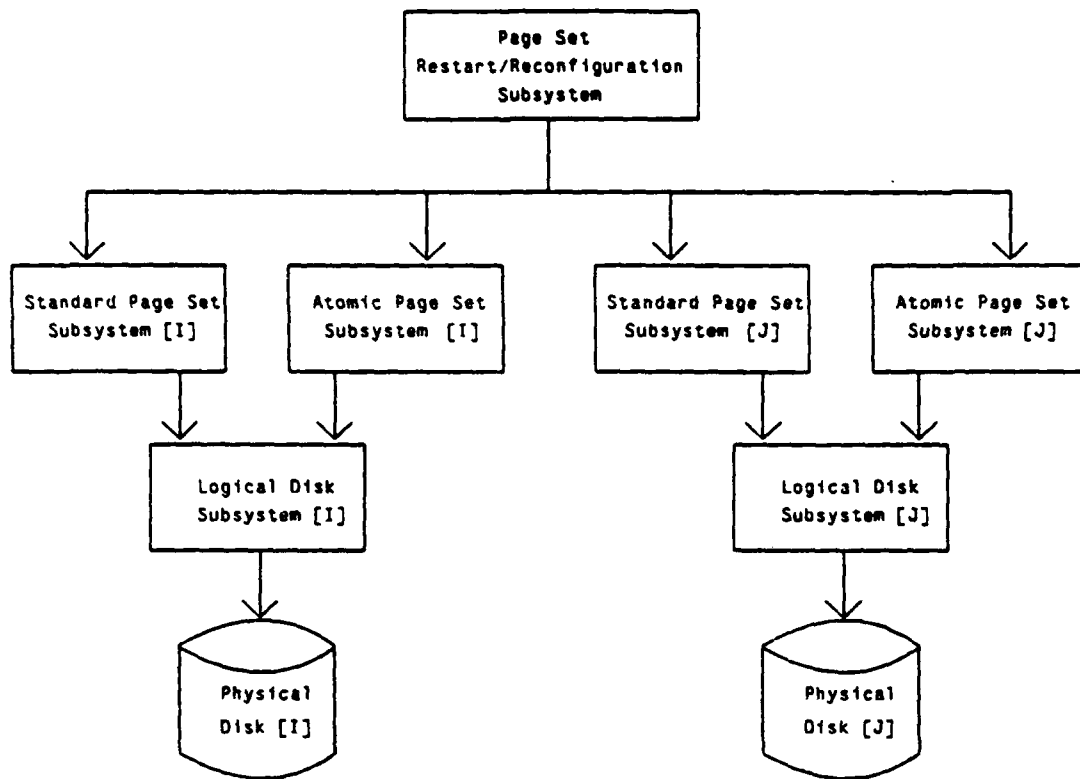 Page Set
Restart/Reconfiguration
Subsystem
Standard Page Set
Subsystem [I]
Atomic Page Set
Subsystem [I]
Standard Page Set
Subsystem [J]
Atomic Page Set
Subsystem [J]
Logical Disk
Subsystem [I]
Logical Disk
Subsystem [J]
Physical
Disk [I]
Physical
Disk [J]